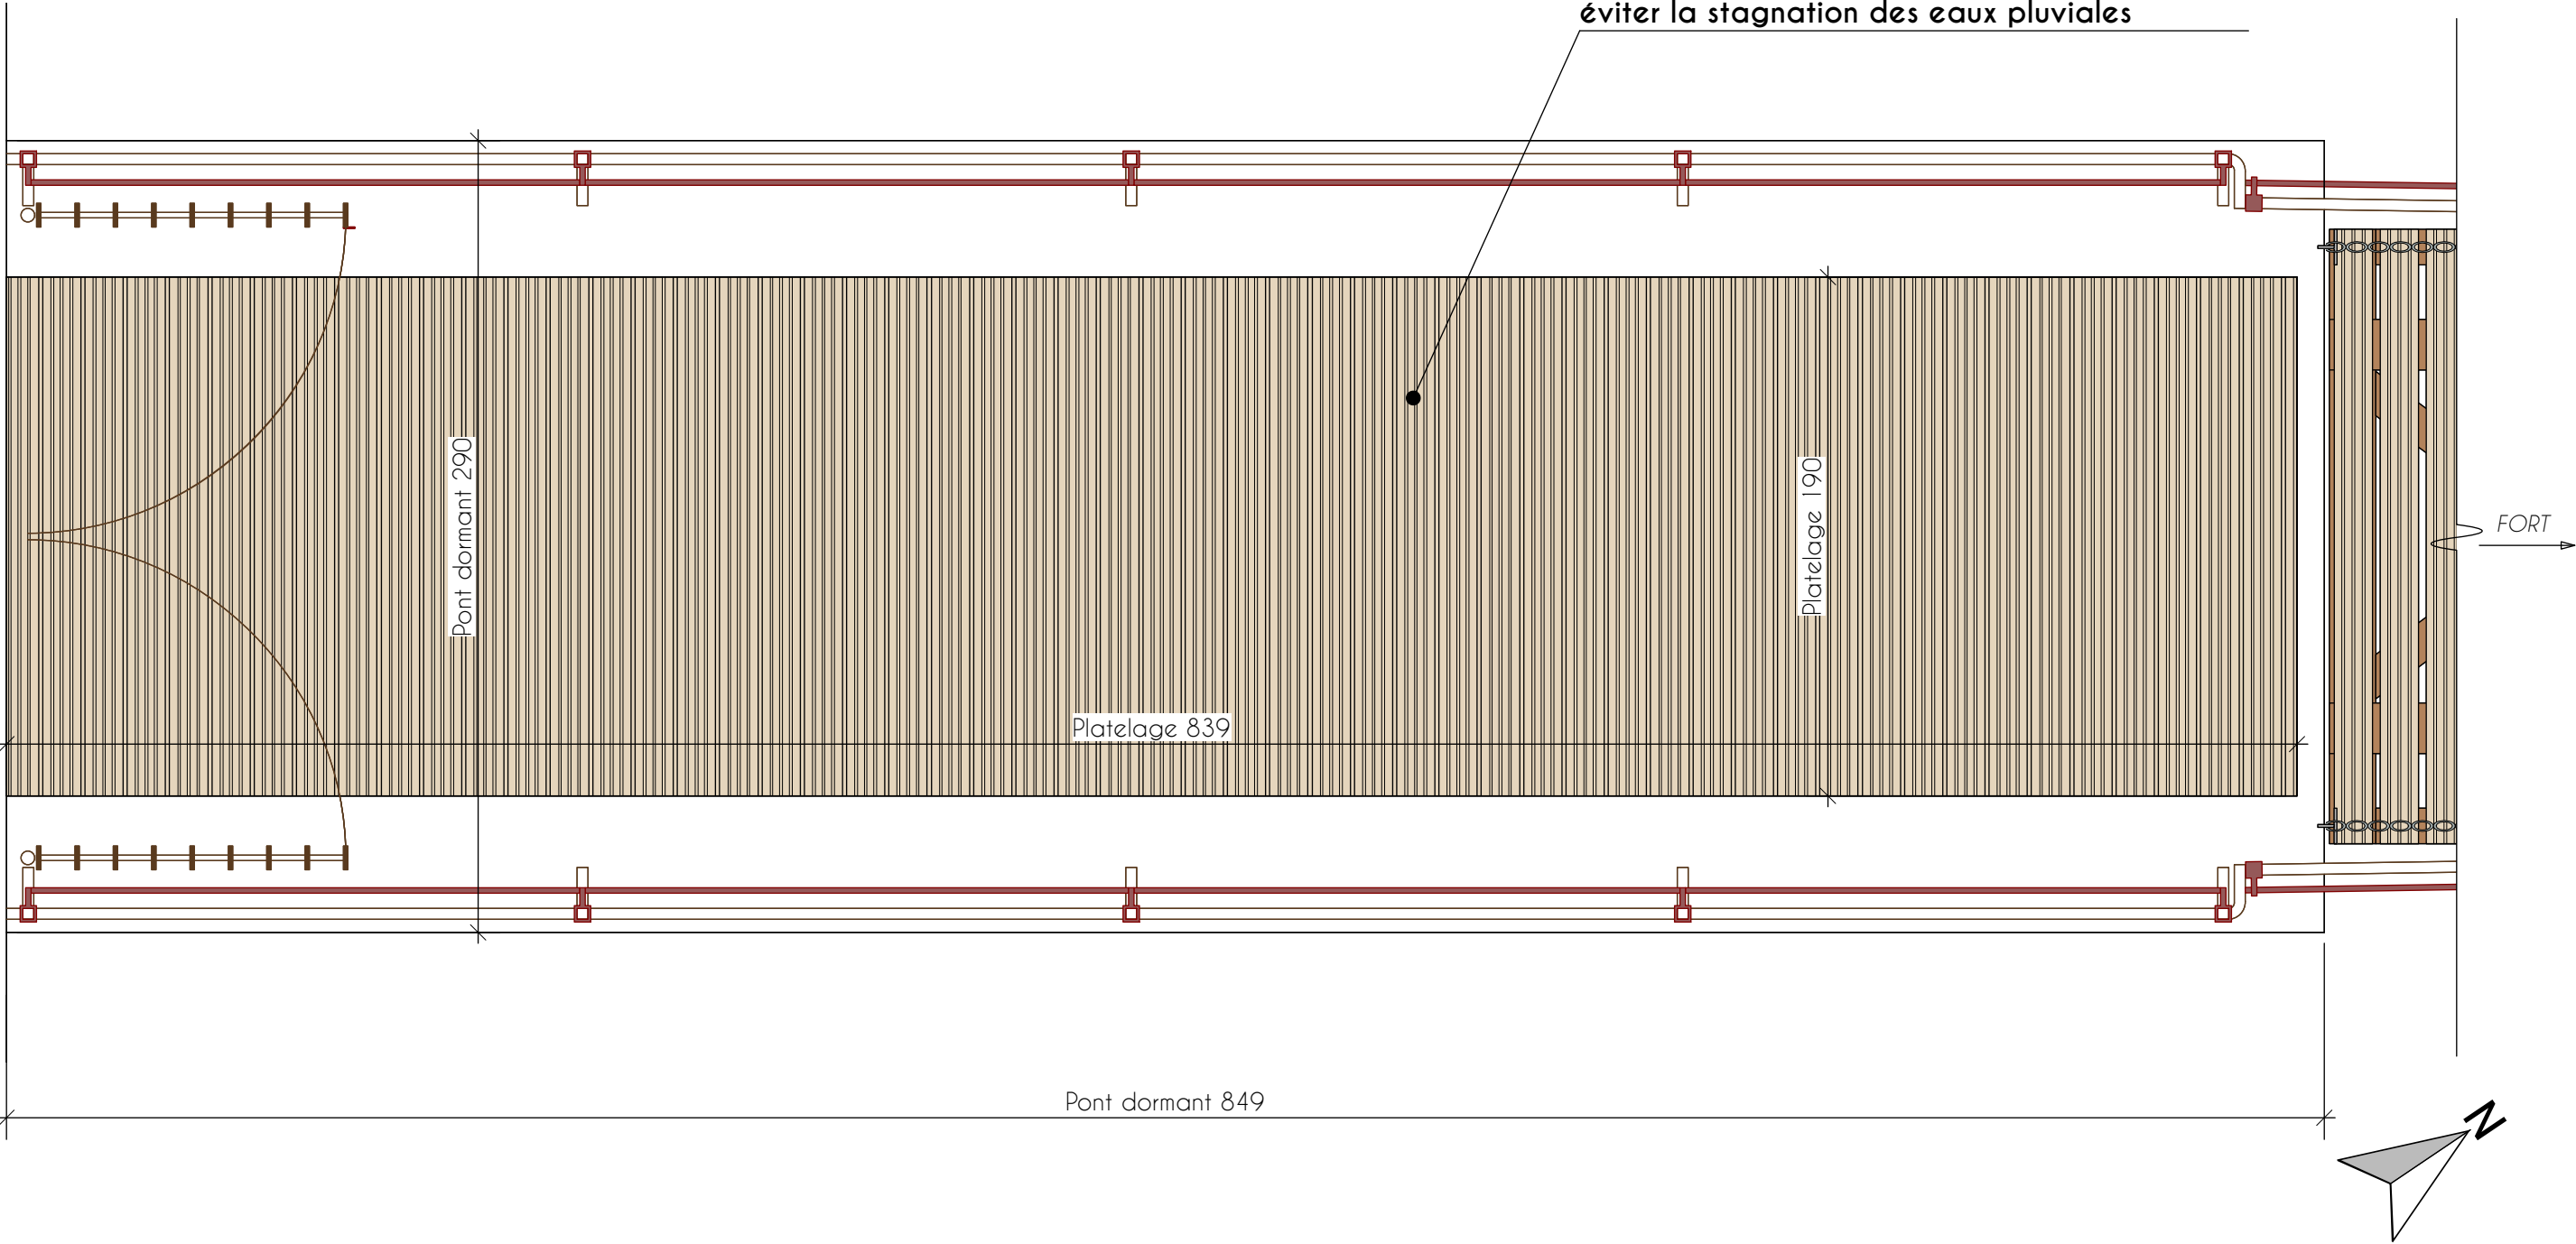 éviter la stagnation des eaux pluviales
Pont dormant 290
Platelage 190
FORT
Platelage 839
Pont dormant 849
N